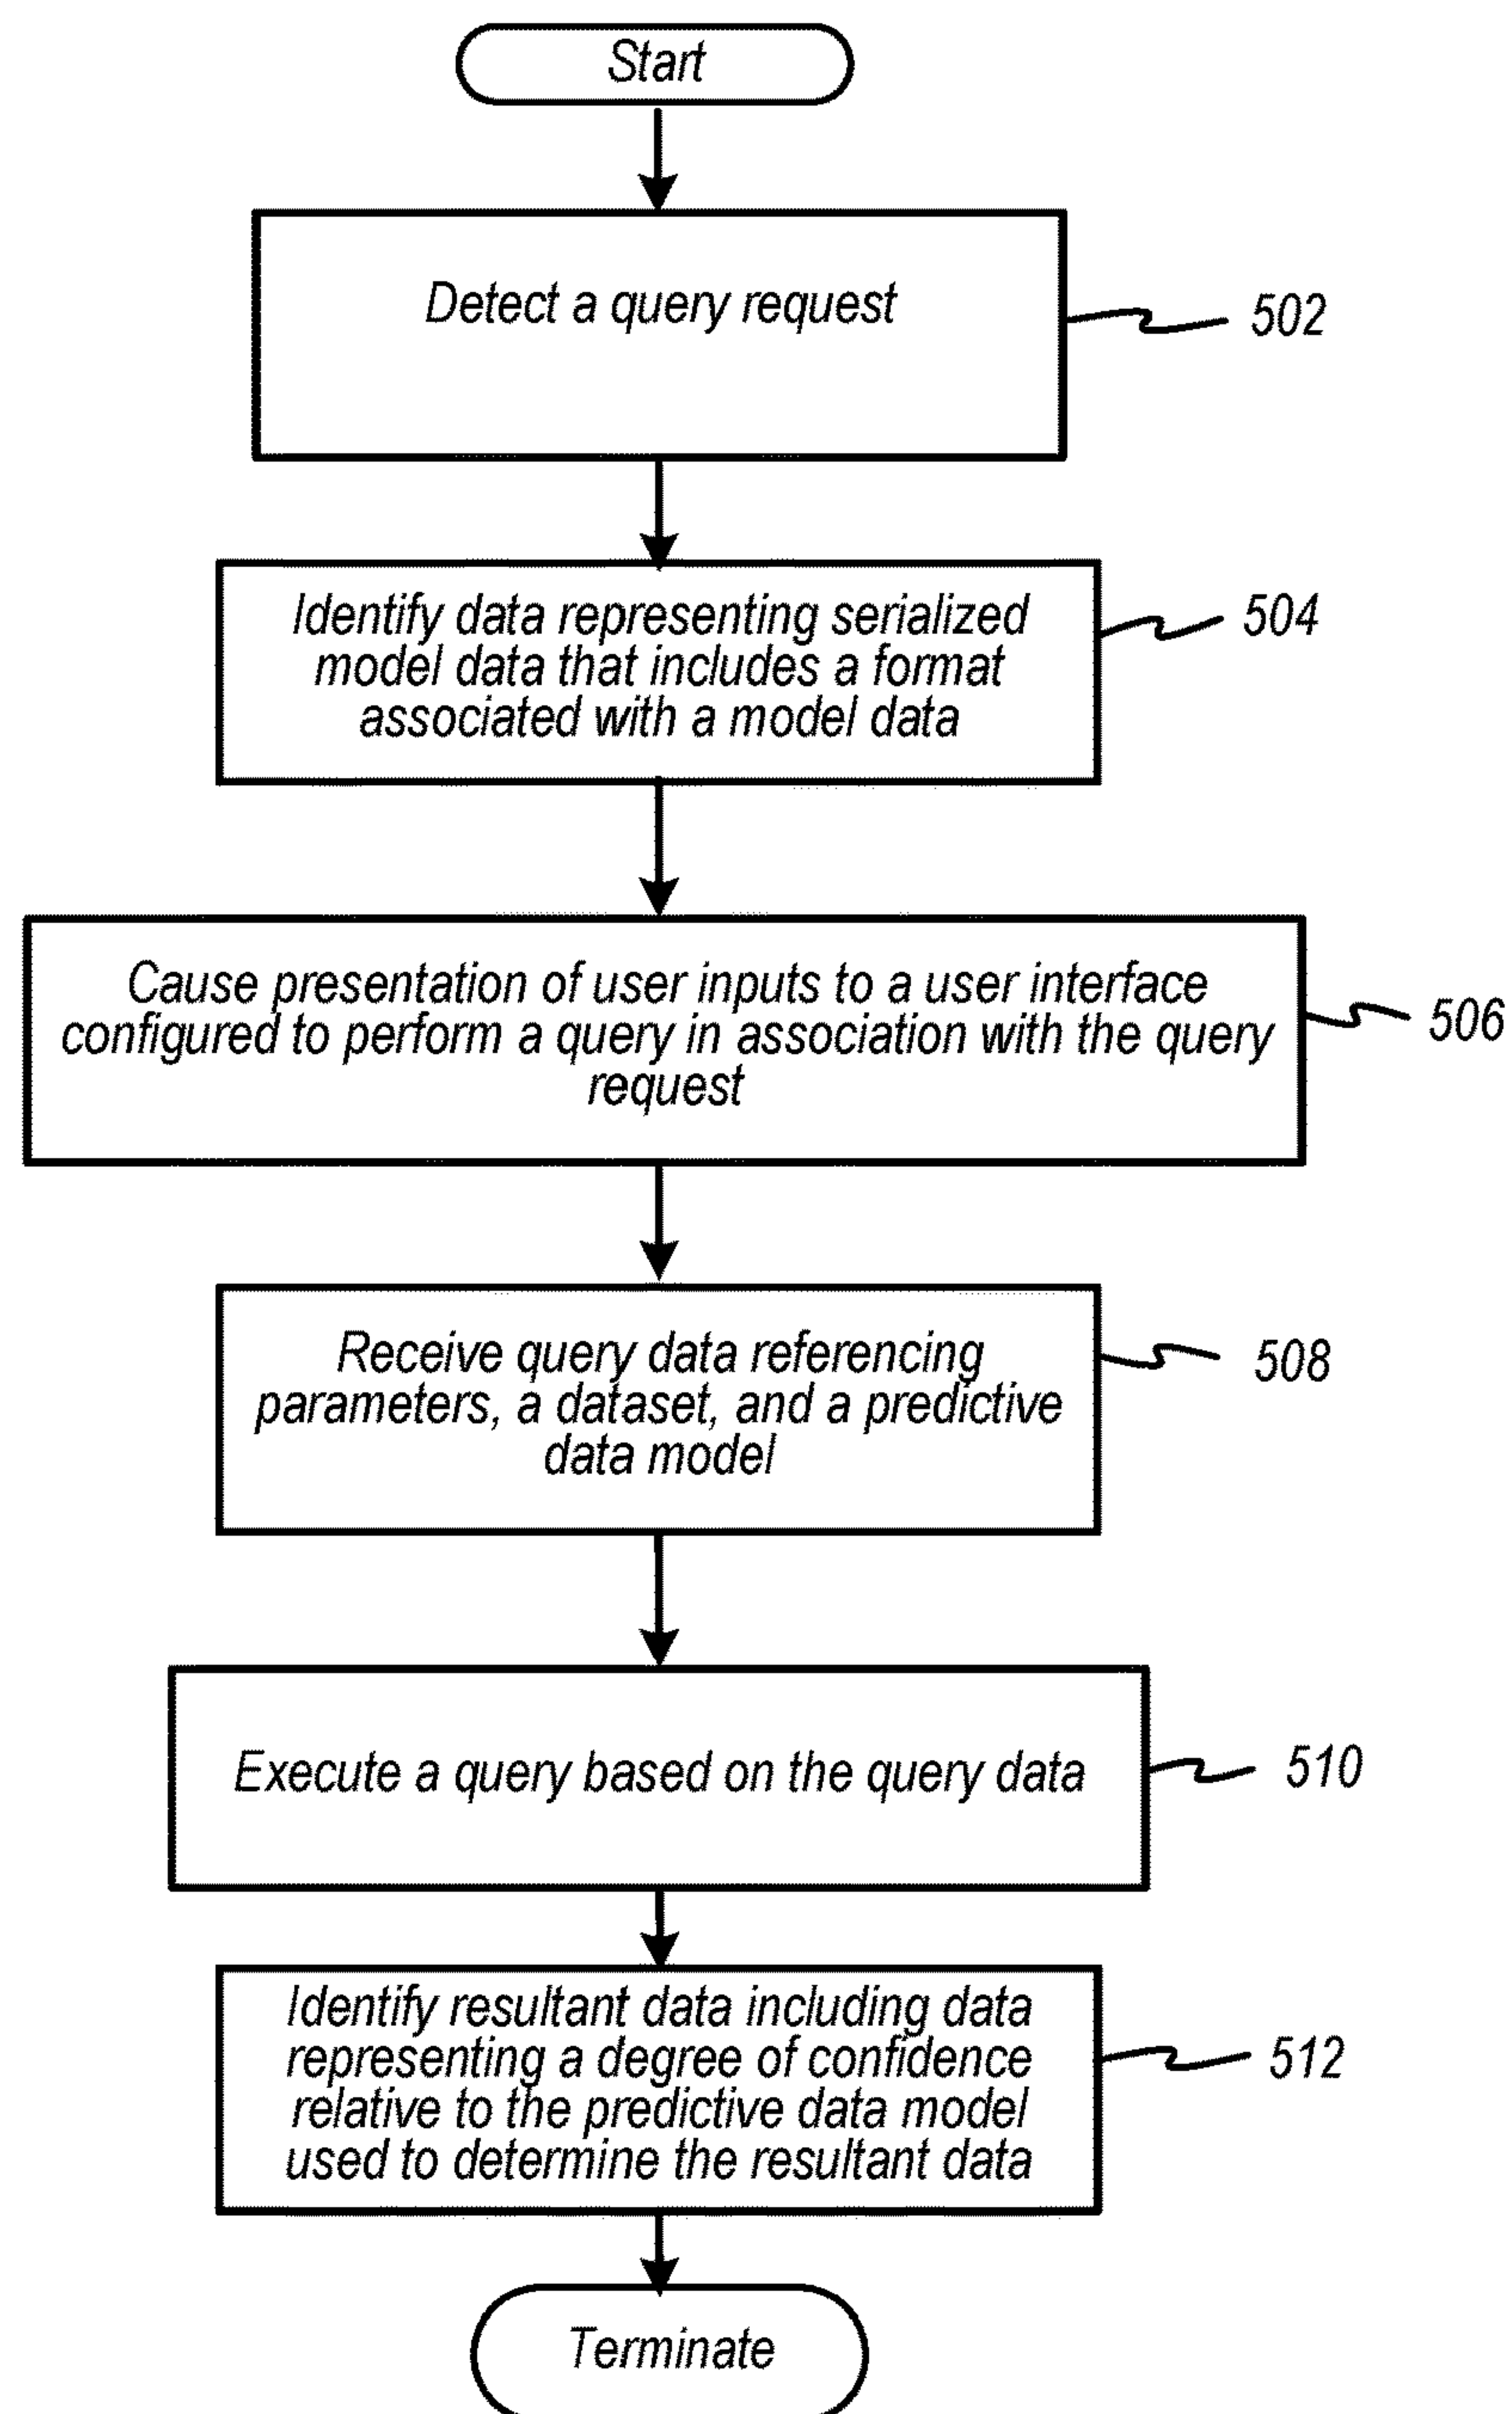 Start
Detect a query request
502
Identify data representing serialized
model data that includes a format
associated with a model data
504
Cause presentation of user inputs to a user interface
configured to perform a query in association with the query
request
506
Receive query data referencing
parameters, a dataset, and a predictive
data model
508
Execute a query based on the query data
510
Identify resultant data including data
representing a degree of confidence
relative to the predictive data model
used to determine the resultant data
512
Terminate